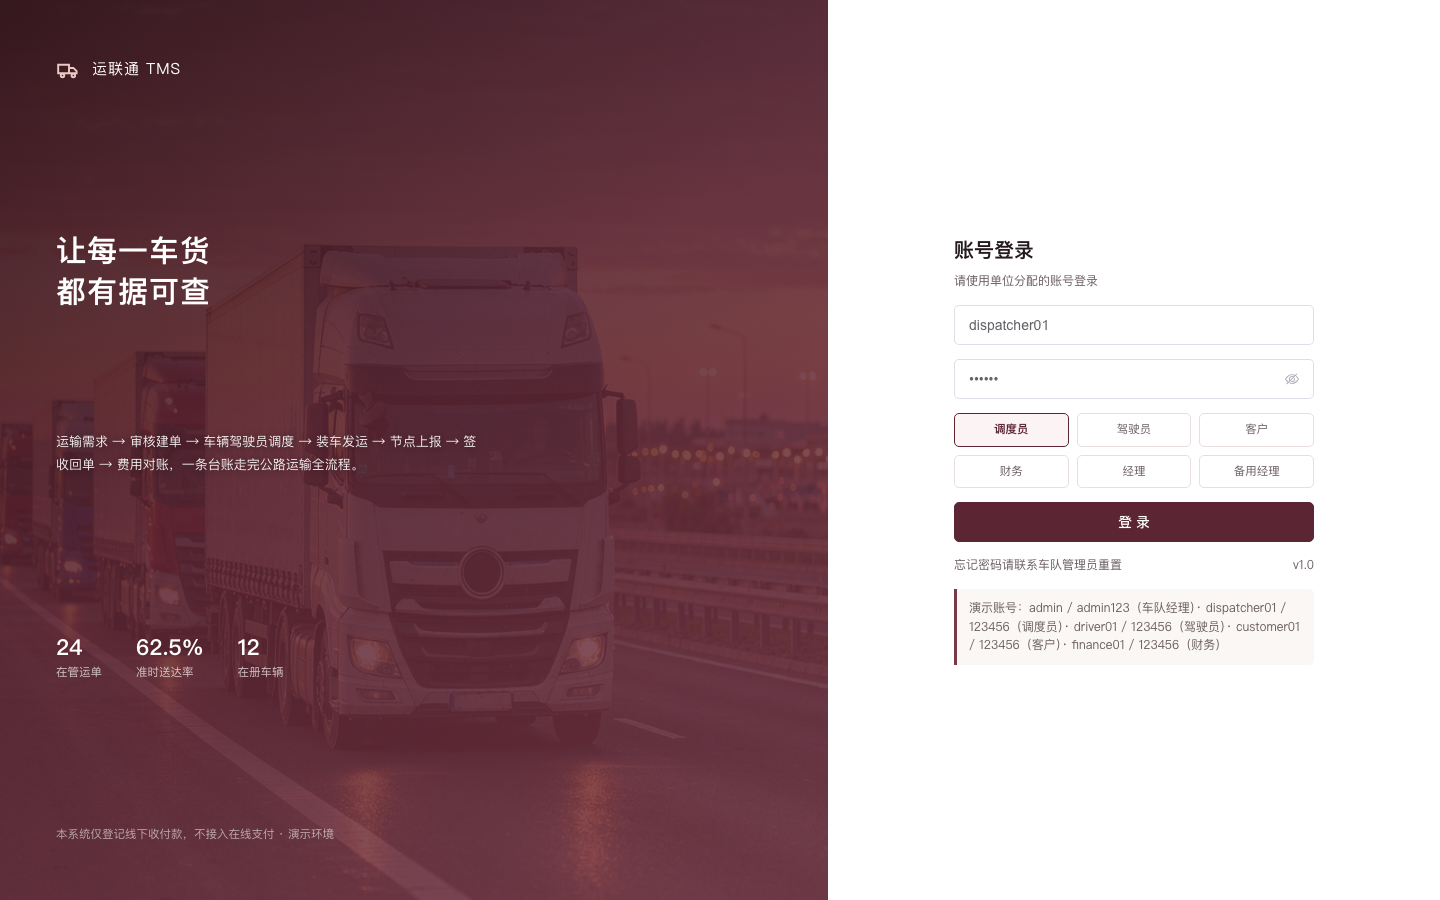 运联通 TMS
让每一车货
都有据可查
运输需求 → 审核建单 → 车辆驾驶员调度 → 装车发运 → 节点上报 → 签
收回单 → 费用对账，一条台账走完公路运输全流程。
24
在管运单
62.5%
准时送达率
12
在册车辆
本系统仅登记线下收付款，不接入在线支付 · 演示环境
账号登录
请使用单位分配的账号登录
dispatcher01
••••••
调度员
驾驶员
客户
财务
经理
备用经理
登 录
忘记密码请联系车队管理员重置
v1.0
演示账号：admin / admin123（车队经理）· dispatcher01 /
123456（调度员）· driver01 / 123456（驾驶员）· customer01
/ 123456（客户）· finance01 / 123456（财务）